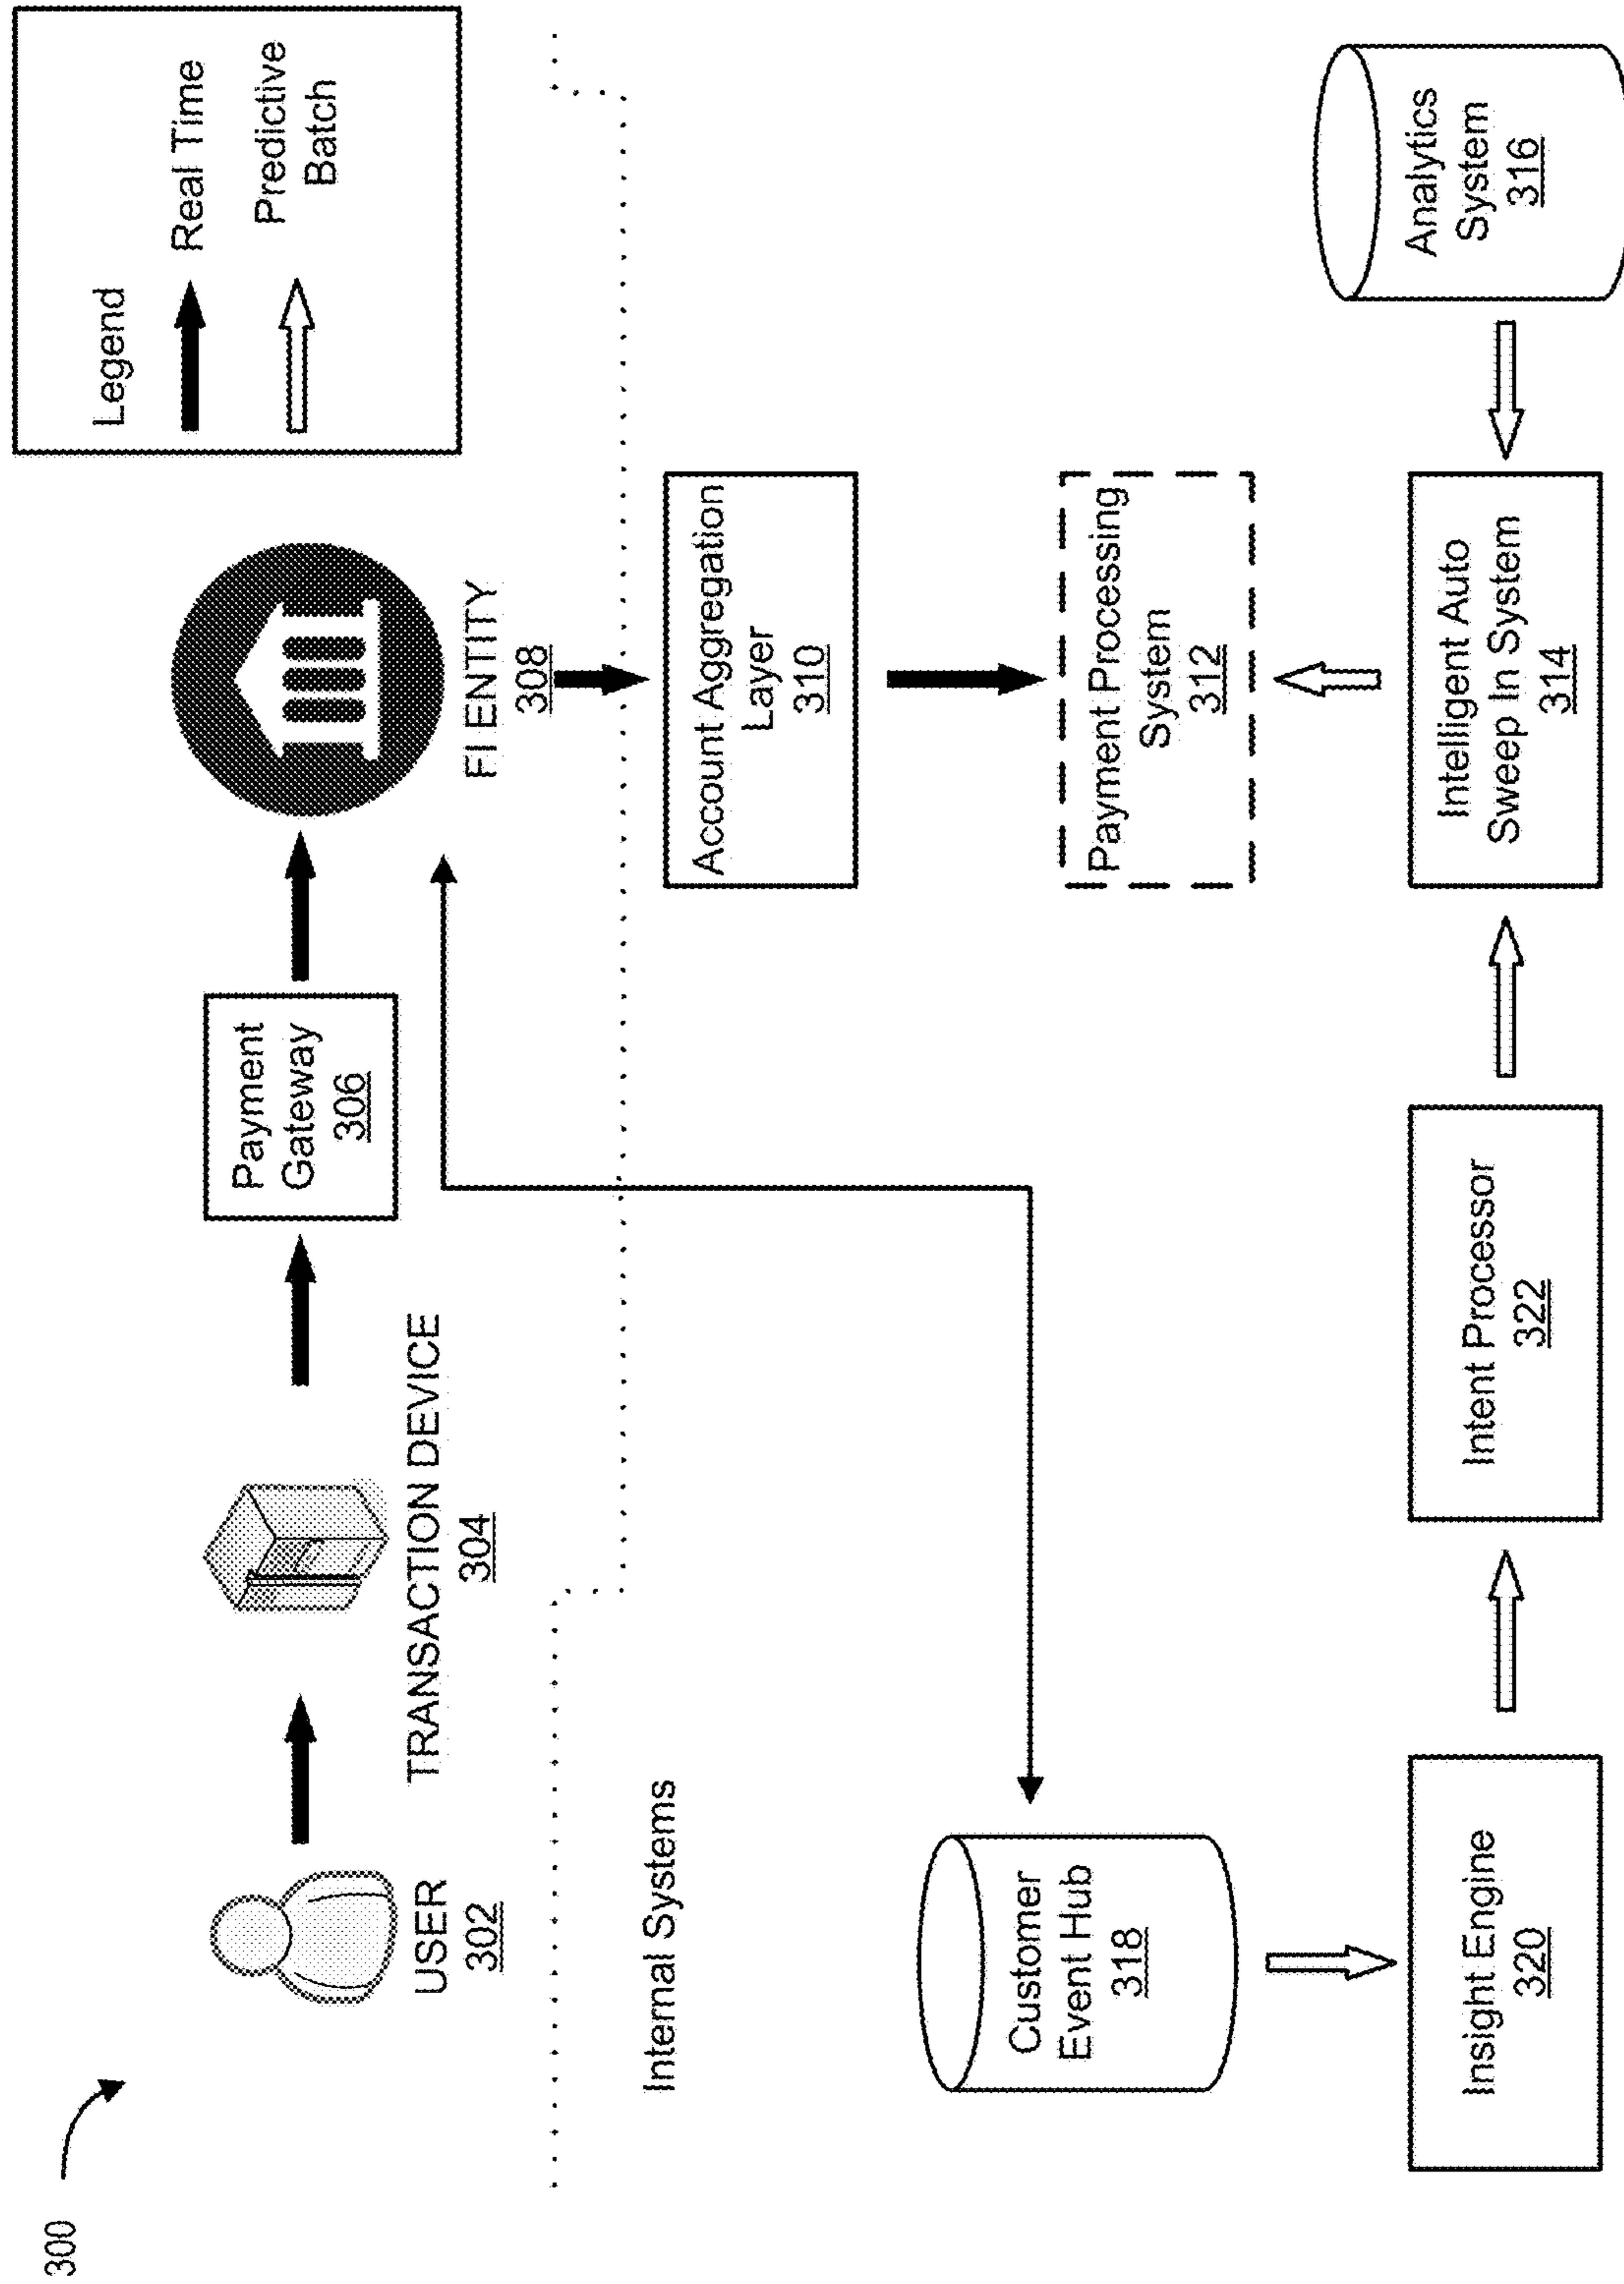 300
USER
302
TRANSACTION DEVICE
304
Payment
Gateway
306
FI ENTITY
308
Legend
Real Time
Predictive
Batch
Internal Systems
Account Aggregation
Layer
310
Customer
Event Hub
318
Payment Processing
System
312
Insight Engine
320
Intent Processor
322
Intelligent Auto
Sweep In System
314
Analytics
System
316